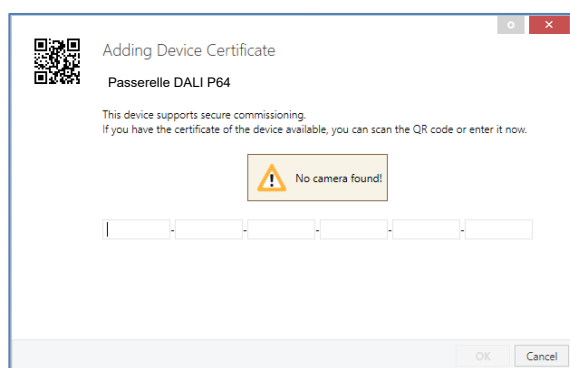 Adding Device Certificate
Passerelle DALI P64
This device supports secure commissioning.
If you have the certificate of the device available, you can scan the QR code or enter it now.
No camera found!
- - - - -
OK Cancel